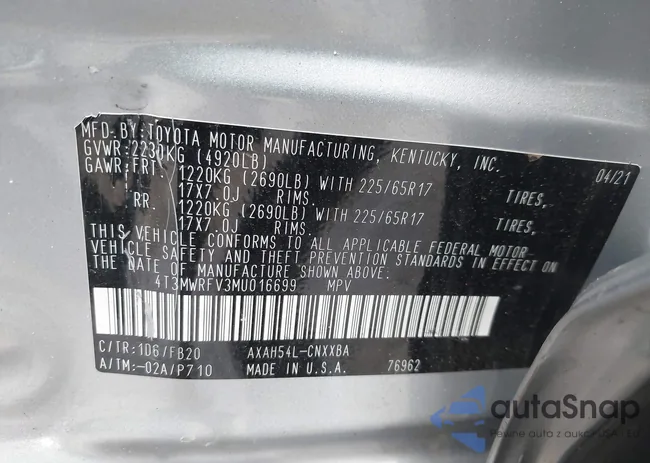 MFD. BY: TOYOTA MOTOR MANUFACTURING, KENTUCKY, INC.
GVWR: 2230KG (4920LB) 04/21
GAWR: FRT. 1220KG (2690LB) WITH 225/65R17 TIRES,
17X7.0J RIMS.
RR. 1220KG (2690LB) WITH 225/65R17 TIRES,
17X7.0J RIMS.
THIS VEHICLE CONFORMS TO ALL APPLICABLE FEDERAL MOTOR
VEHICLE SAFETY AND THEFT PREVENTION STANDARDS IN EFFECT ON
THE DATE OF MANUFACTURE SHOWN ABOVE.
4T3MWRFV3MU016699 MPV
C/TR: 1D6/FB20 AXAH54L-CNXXBA
A/TM: -02A/P710 MADE IN U.S.A. 76962
autaSnap
Pewne auta z aukcji